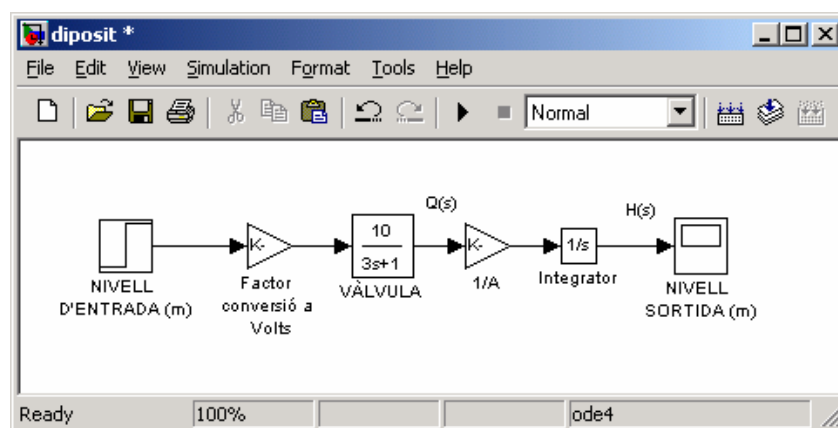 diposit *
File Edit View Simulation Format Tools Help
Normal
Q(s)
H(s)
K-
10
3s+1
K-
1/s
NIVELL
D'ENTRADA (m)
Factor
conversió a
Volts
VÀLVULA
1/A
Integrator
NIVELL
SORTIDA (m)
Ready 100% ode4